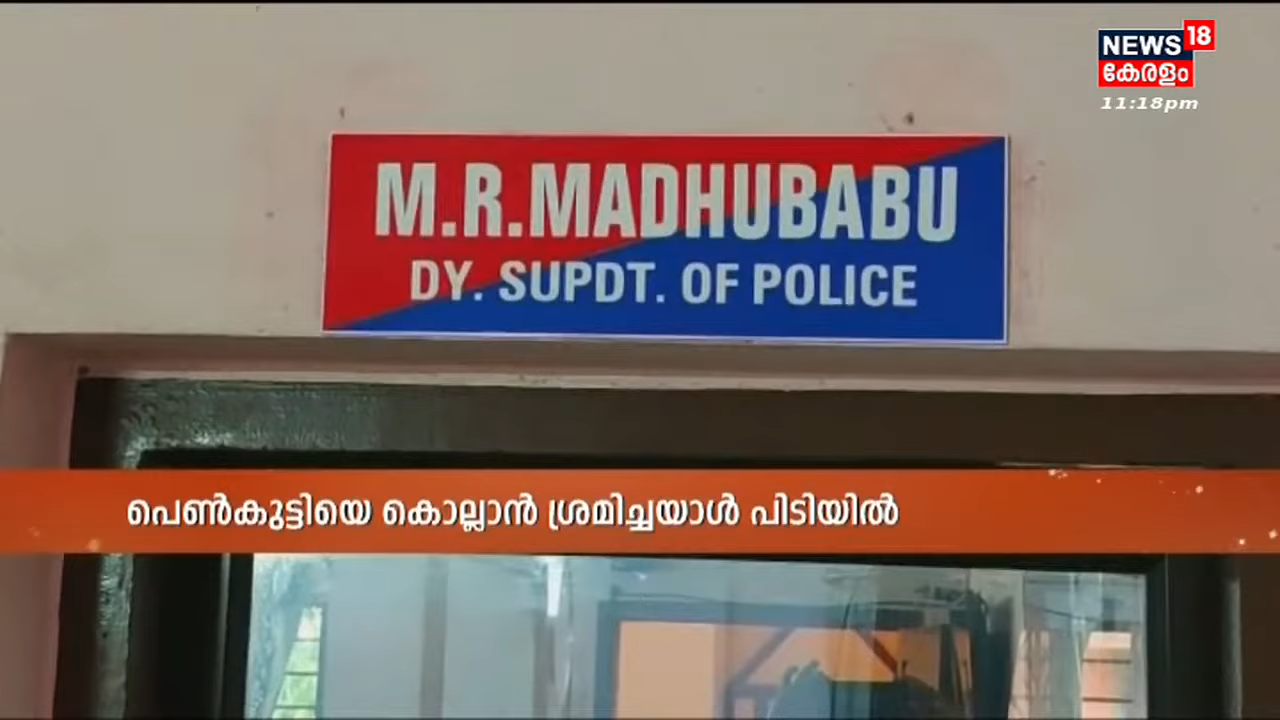 NEWS 18
കേരളം
11:18pm
M.R.MADHUBABU
DY. SUPDT. OF POLICE
പെൺകുട്ടിയെ കൊല്ലാൻ ശ്രമിച്ചയാൾ പിടിയിൽ